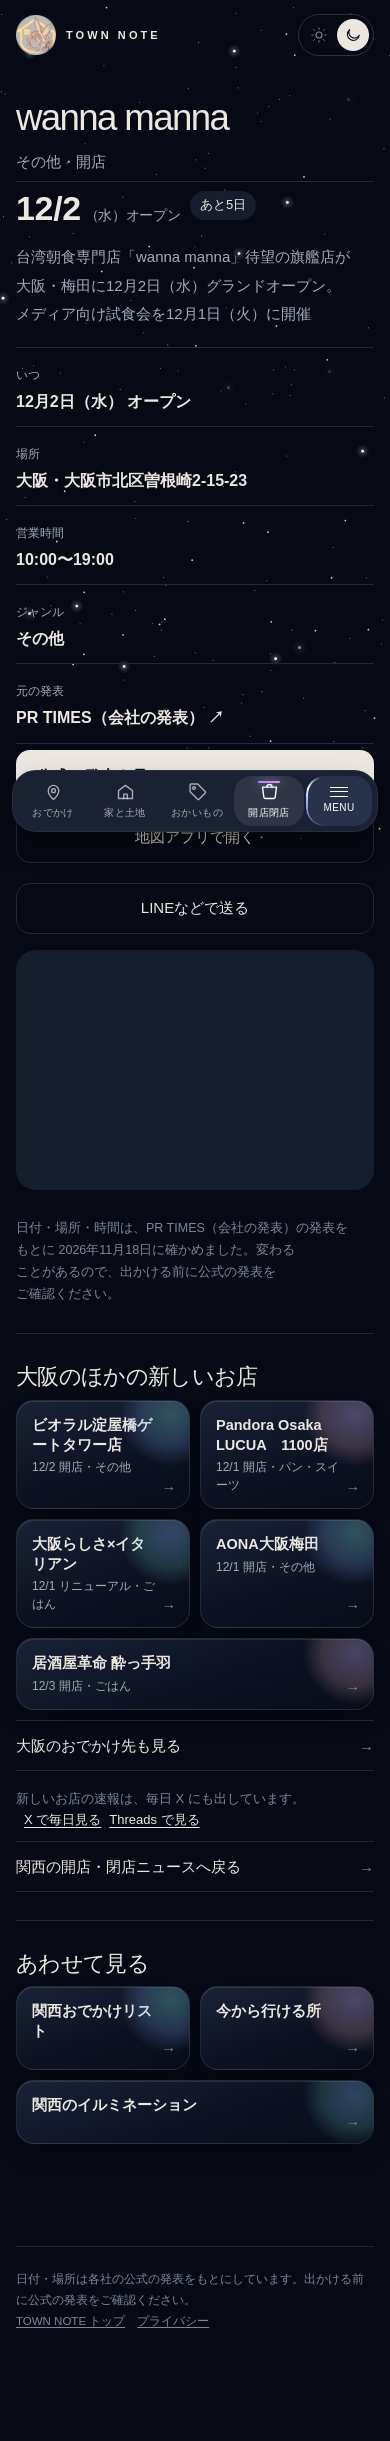 TOWN NOTE
wanna manna
その他・開店
12/2 （水）オープン あと5日
台湾朝食専門店「wanna manna」待望の旗艦店が
大阪・梅田に12月2日（水）グランドオープン。
メディア向け試食会を12月1日（火）に開催
いつ
12月2日（水） オープン
場所
大阪・大阪市北区曽根崎2-15-23
営業時間
10:00〜19:00
ジャンル
その他
元の発表
PR TIMES（会社の発表） ↗
おでかけ 家と土地 おかいもの 開店閉店 MENU
地図アプリで開く
LINEなどで送る
日付・場所・時間は、PR TIMES（会社の発表）の発表を
もとに 2026年11月18日に確かめました。変わる
ことがあるので、出かける前に公式の発表を
ご確認ください。
大阪のほかの新しいお店
ビオラル淀屋橋ゲ
ートタワー店
12/2 開店・その他
→
Pandora Osaka
LUCUA　1100店
12/1 開店・パン・スイ
ーツ
→
大阪らしさ×イタ
リアン
12/1 リニューアル・ご
はん
→
AONA大阪梅田
12/1 開店・その他
→
居酒屋革命 酔っ手羽
12/3 開店・ごはん
→
大阪のおでかけ先も見る →
新しいお店の速報は、毎日 X にも出しています。
X で毎日見る Threads で見る
関西の開店・閉店ニュースへ戻る →
あわせて見る
関西おでかけリス
ト
→
今から行ける所
→
関西のイルミネーション
→
日付・場所は各社の公式の発表をもとにしています。出かける前
に公式の発表をご確認ください。
TOWN NOTE トップ プライバシー